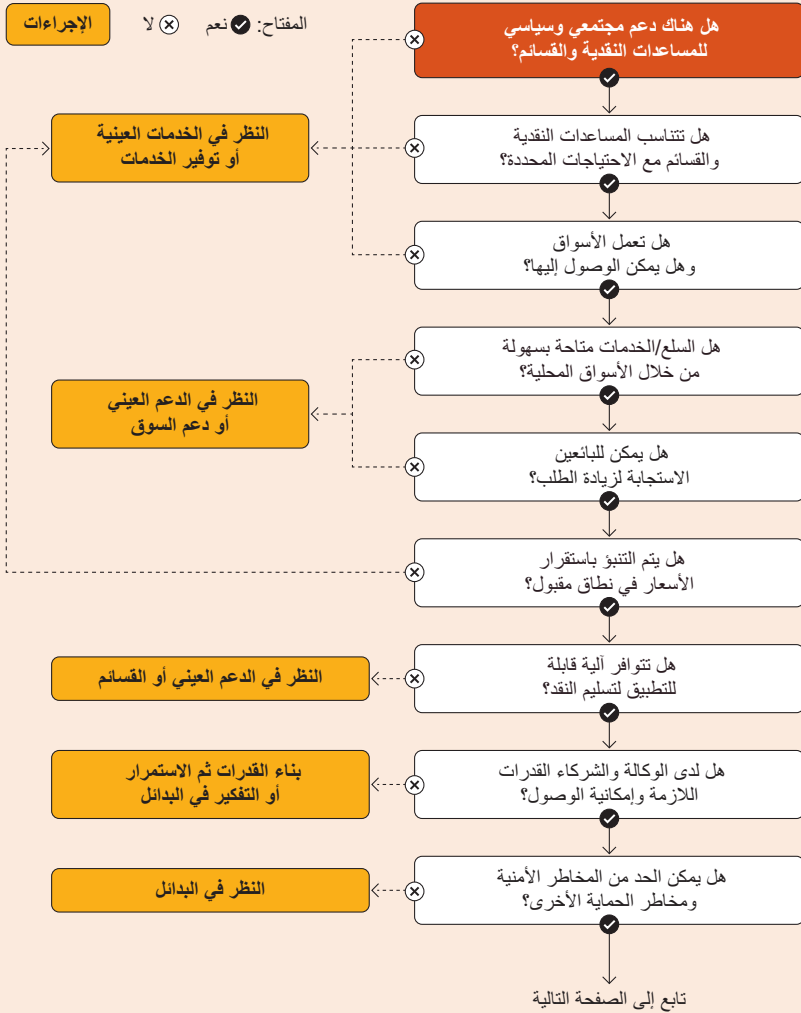 المفتاح: نعم لا الإجراءات
هل هناك دعم مجتمعي وسياسي
للمساعدات النقدية والقسائم؟
هل تتناسب المساعدات النقدية
والقسائم مع الاحتياجات المحددة؟
النظر في الخدمات العينية
أو توفير الخدمات
هل تعمل الأسواق
وهل يمكن الوصول إليها؟
هل السلع/الخدمات متاحة بسهولة
من خلال الأسواق المحلية؟
النظر في الدعم العيني
أو دعم السوق
هل يمكن للبائعين
الاستجابة لزيادة الطلب؟
هل يتم التنبؤ باستقرار
الأسعار في نطاق مقبول؟
هل تتوافر آلية قابلة
للتطبيق لتسليم النقد؟
النظر في الدعم العيني أو القسائم
هل لدى الوكالة والشركاء القدرات
اللازمة وإمكانية الوصول؟
بناء القدرات ثم الاستمرار
أو التفكير في البدائل
هل يمكن الحد من المخاطر الأمنية
ومخاطر الحماية الأخرى؟
النظر في البدائل
تابع إلى الصفحة التالية